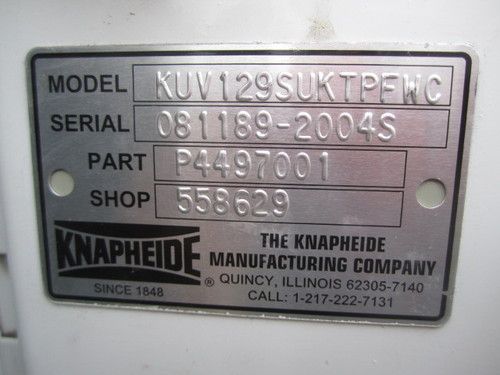 MODEL KUV129SUKTPFWC
SERIAL 081189-2004S
PART P4497001
SHOP 558629
KNAPHEIDE ®
SINCE 1848
THE KNAPHEIDE
MANUFACTURING COMPANY
QUINCY, ILLINOIS 62305-7140
CALL: 1-217-222-7131